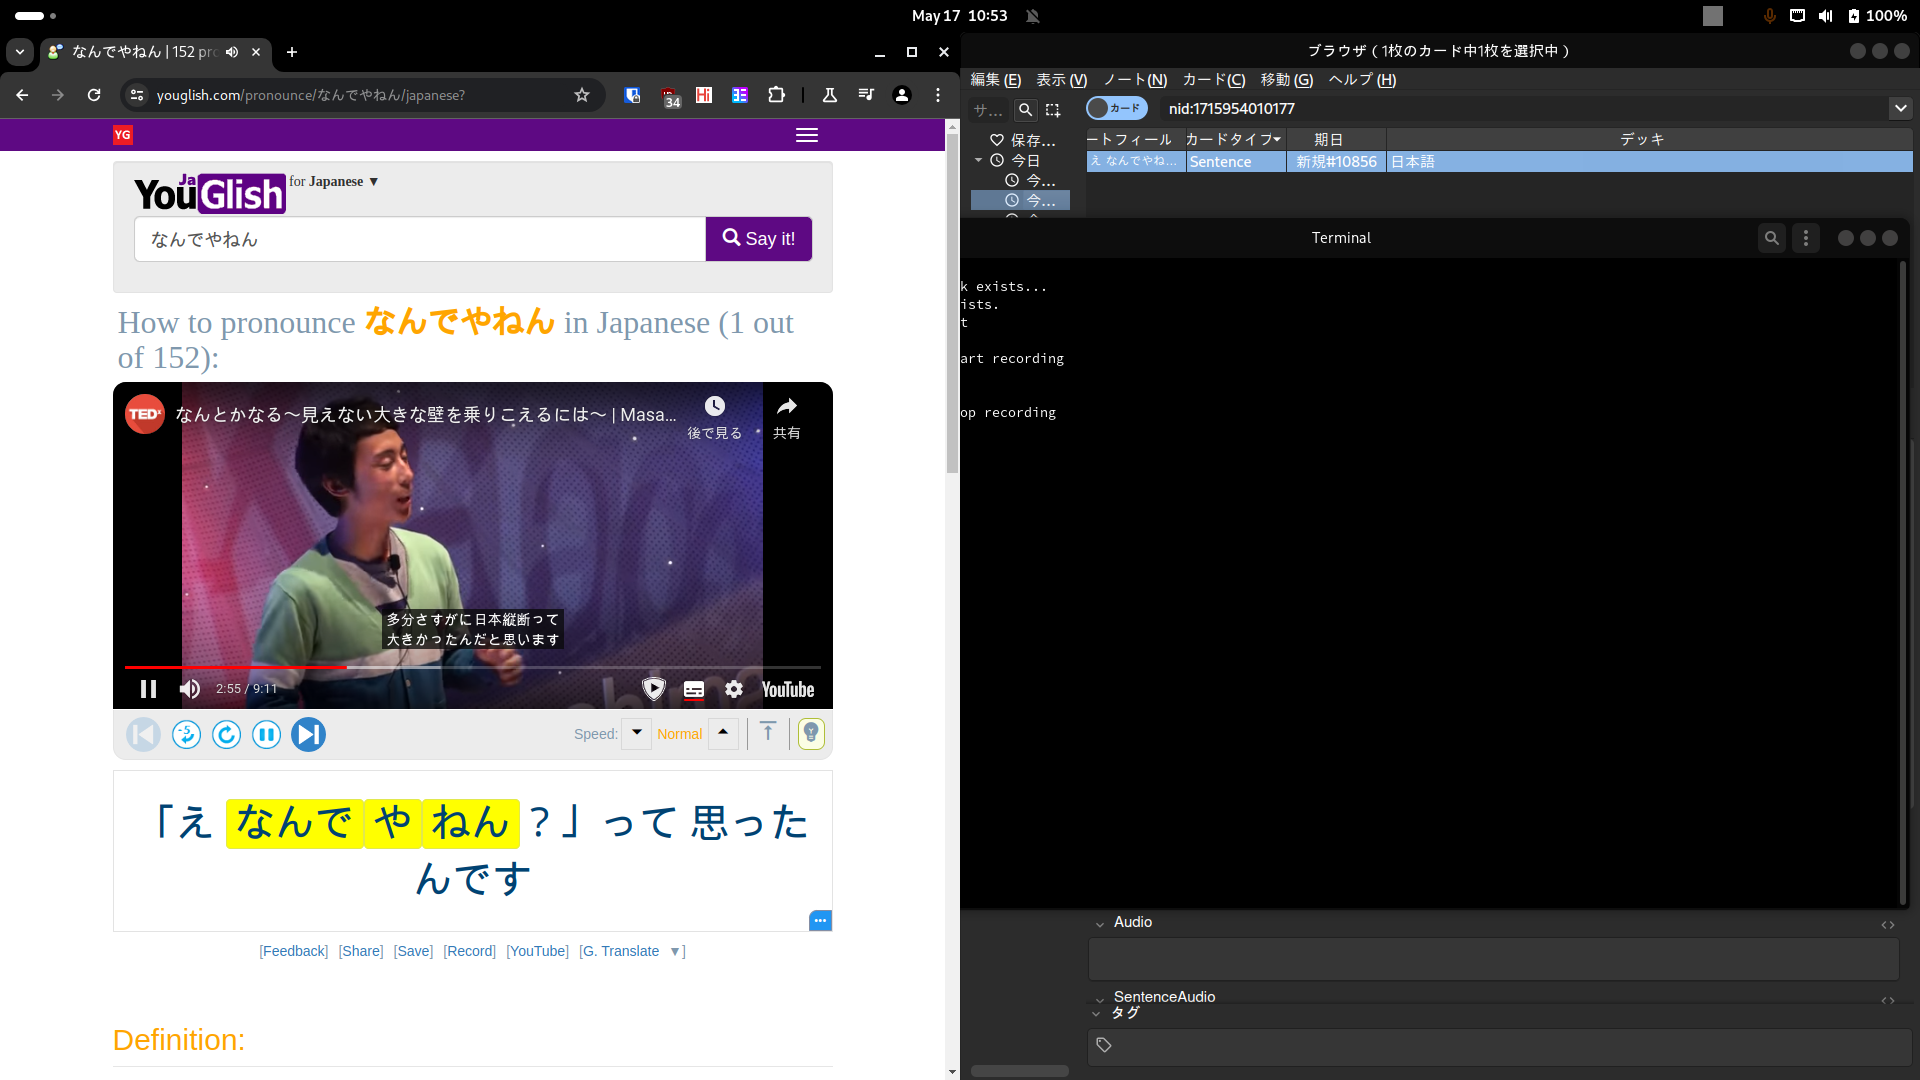 May 17 10:53
100%
なんでやねん | 152 pro
youglish.com/pronounce/なんでやねん/japanese?
34
YG
YouGlish
Ja
for Japanese ▼
なんでやねん
Say it!
How to pronounce なんでやねん in Japanese (1 out
of 152):
TEDx
なんとかなる〜見えない大きな壁を乗りこえるには〜 | Masa...
後で見る
共有
多分さすがに日本縦断って
大きかったんだと思います
2:55 / 9:11
YouTube
-5
Speed:
Normal
「え なんで や ねん ? 」 って 思った
んです
[Feedback] [Share] [Save] [Record] [YouTube] [G. Translate ▼]
Definition:
ブラウザ ( 1枚のカード中1枚を選択中 )
編集 (E) 表示 (V) ノート(N) カード(C) 移動 (G) ヘルプ (H)
サ...
カード
nid:1715954010177
保存...
今日
今...
今...
ートフィール カードタイプ 期日 デッキ
え なんでやね... Sentence 新規#10856 日本語
Terminal
k exists...
ists.
t
art recording
op recording
Audio
SentenceAudio
タグ